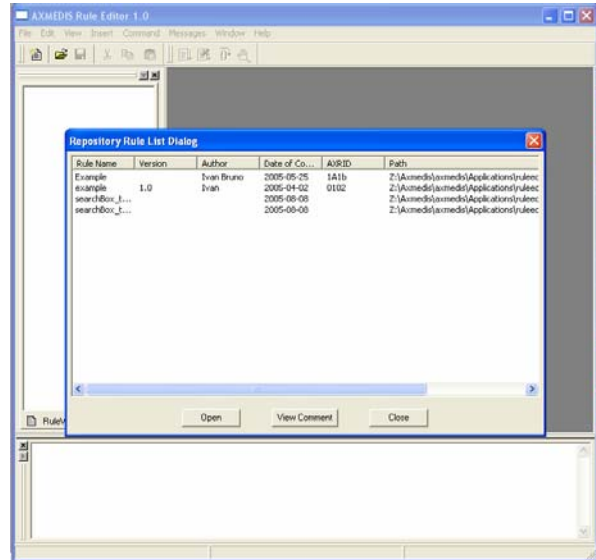 AXMEDIS Rule Editor 1.0
File Edit View Insert Command Messages Window Help
Repository Rule List Dialog
Rule Name Version Author Date of Co... AXRID Path
Example Ivan Bruno 2005-05-25 1A1b Z:\Axmedis\axmedis\Applications\ruleec
example 1.0 Ivan 2005-04-02 0102 Z:\Axmedis\axmedis\Applications\ruleec
searchBox_t... 2005-08-08 Z:\Axmedis\axmedis\Applications\ruleec
searchBox_t... 2005-08-08 Z:\Axmedis\axmedis\Applications\ruleec
Open View Comment Close